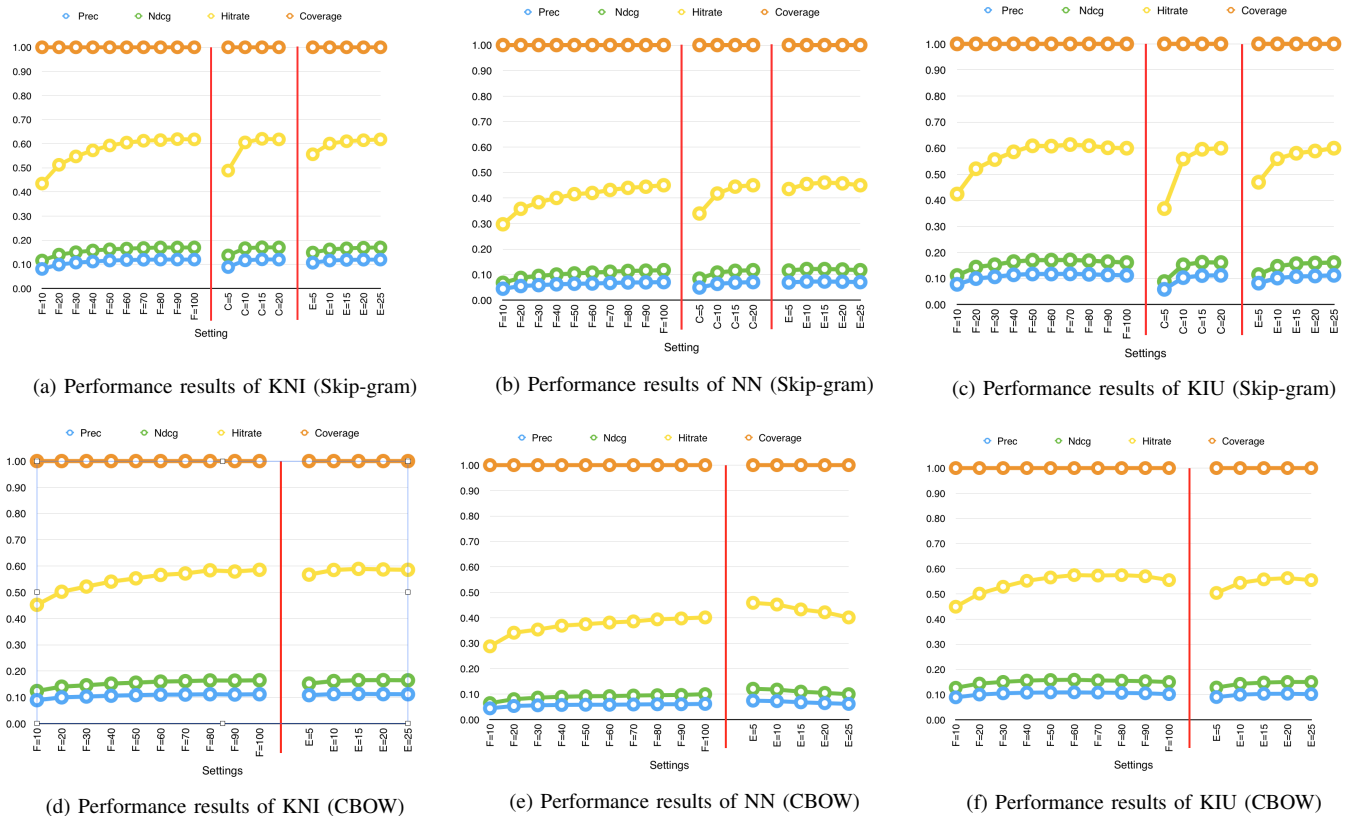 Prec Ndcg Hitrate Coverage
1.00
0.90
0.80
0.70
0.60
0.50
0.40
0.30
0.20
0.10
0.00
F=10 F=20 F=30 F=40 F=50 F=60 F=70 F=80 F=90 F=100 C=5 C=10 C=15 C=20 E=5 E=10 E=15 E=20 E=25
Setting
(a) Performance results of KNI (Skip-gram)
Prec Ndcg Hitrate Coverage
1.00
0.90
0.80
0.70
0.60
0.50
0.40
0.30
0.20
0.10
0.00
F=10 F=20 F=30 F=40 F=50 F=60 F=70 F=80 F=90 F=100 C=5 C=10 C=15 C=20 E=5 E=10 E=15 E=20 E=25
Setting
(b) Performance results of NN (Skip-gram)
Prec Ndcg Hitrate Coverage
1.00
0.90
0.80
0.70
0.60
0.50
0.40
0.30
0.20
0.10
0.00
F=10 F=20 F=30 F=40 F=50 F=60 F=70 F=80 F=90 F=100 C=5 C=10 C=15 C=20 E=5 E=10 E=15 E=20 E=25
Settings
(c) Performance results of KIU (Skip-gram)
Prec Ndcg Hitrate Coverage
1.00
0.90
0.80
0.70
0.60
0.50
0.40
0.30
0.20
0.10
0.00
F=10 F=20 F=30 F=40 F=50 F=60 F=70 F=80 F=90 F=100 E=5 E=10 E=15 E=20 E=25
Settings
(d) Performance results of KNI (CBOW)
Prec Ndcg Hitrate Coverage
1.00
0.90
0.80
0.70
0.60
0.50
0.40
0.30
0.20
0.10
0.00
F=10 F=20 F=30 F=40 F=50 F=60 F=70 F=80 F=90 F=100 E=5 E=10 E=15 E=20 E=25
Settings
(e) Performance results of NN (CBOW)
Prec Ndcg Hitrate Coverage
1.00
0.90
0.80
0.70
0.60
0.50
0.40
0.30
0.20
0.10
0.00
F=10 F=20 F=30 F=40 F=50 F=60 F=70 F=80 F=90 F=100 E=5 E=10 E=15 E=20 E=25
Settings
(f) Performance results of KIU (CBOW)